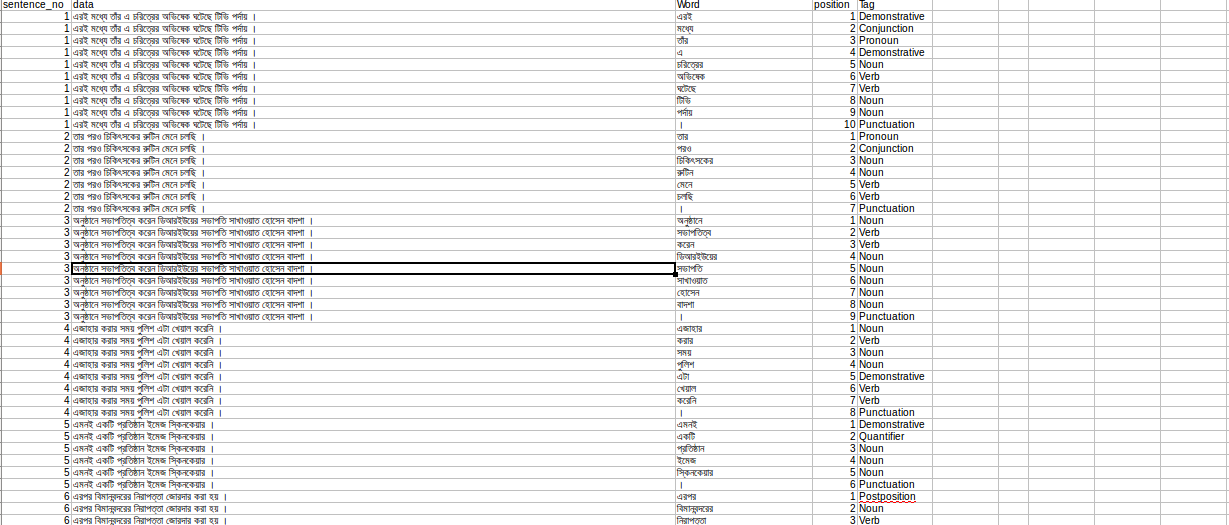 sentence_no data Word position Tag
1 এরই মধ্যে তাঁর এ চরিত্রের অভিষেক ঘটেছে টিভি পর্দায় । এরই 1 Demonstrative
1 এরই মধ্যে তাঁর এ চরিত্রের অভিষেক ঘটেছে টিভি পর্দায় । মধ্যে 2 Conjunction
1 এরই মধ্যে তাঁর এ চরিত্রের অভিষেক ঘটেছে টিভি পর্দায় । তাঁর 3 Pronoun
1 এরই মধ্যে তাঁর এ চরিত্রের অভিষেক ঘটেছে টিভি পর্দায় । এ 4 Demonstrative
1 এরই মধ্যে তাঁর এ চরিত্রের অভিষেক ঘটেছে টিভি পর্দায় । চরিত্রের 5 Noun
1 এরই মধ্যে তাঁর এ চরিত্রের অভিষেক ঘটেছে টিভি পর্দায় । অভিষেক 6 Verb
1 এরই মধ্যে তাঁর এ চরিত্রের অভিষেক ঘটেছে টিভি পর্দায় । ঘটেছে 7 Verb
1 এরই মধ্যে তাঁর এ চরিত্রের অভিষেক ঘটেছে টিভি পর্দায় । টিভি 8 Noun
1 এরই মধ্যে তাঁর এ চরিত্রের অভিষেক ঘটেছে টিভি পর্দায় । পর্দায় 9 Noun
1 এরই মধ্যে তাঁর এ চরিত্রের অভিষেক ঘটেছে টিভি পর্দায় । । 10 Punctuation
2 তার পরও চিকিৎসকের রুটিন মেনে চলছি । তার 1 Pronoun
2 তার পরও চিকিৎসকের রুটিন মেনে চলছি । পরও 2 Conjunction
2 তার পরও চিকিৎসকের রুটিন মেনে চলছি । চিকিৎসকের 3 Noun
2 তার পরও চিকিৎসকের রুটিন মেনে চলছি । রুটিন 4 Noun
2 তার পরও চিকিৎসকের রুটিন মেনে চলছি । মেনে 5 Verb
2 তার পরও চিকিৎসকের রুটিন মেনে চলছি । চলছি 6 Verb
2 তার পরও চিকিৎসকের রুটিন মেনে চলছি । । 7 Punctuation
3 অনুষ্ঠানে সভাপতিত্ব করেন ডিআরইউয়ের সভাপতি সাখাওয়াত হোসেন বাদশা । অনুষ্ঠানে 1 Noun
3 অনুষ্ঠানে সভাপতিত্ব করেন ডিআরইউয়ের সভাপতি সাখাওয়াত হোসেন বাদশা । সভাপতিত্ব 2 Verb
3 অনুষ্ঠানে সভাপতিত্ব করেন ডিআরইউয়ের সভাপতি সাখাওয়াত হোসেন বাদশা । করেন 3 Verb
3 অনুষ্ঠানে সভাপতিত্ব করেন ডিআরইউয়ের সভাপতি সাখাওয়াত হোসেন বাদশা । ডিআরইউয়ের 4 Noun
3 অনুষ্ঠানে সভাপতিত্ব করেন ডিআরইউয়ের সভাপতি সাখাওয়াত হোসেন বাদশা । সভাপতি 5 Noun
3 অনুষ্ঠানে সভাপতিত্ব করেন ডিআরইউয়ের সভাপতি সাখাওয়াত হোসেন বাদশা । সাখাওয়াত 6 Noun
3 অনুষ্ঠানে সভাপতিত্ব করেন ডিআরইউয়ের সভাপতি সাখাওয়াত হোসেন বাদশা । হোসেন 7 Noun
3 অনুষ্ঠানে সভাপতিত্ব করেন ডিআরইউয়ের সভাপতি সাখাওয়াত হোসেন বাদশা । বাদশা 8 Noun
3 অনুষ্ঠানে সভাপতিত্ব করেন ডিআরইউয়ের সভাপতি সাখাওয়াত হোসেন বাদশা । । 9 Punctuation
4 এজাহার করার সময় পুলিশ এটা খেয়াল করেনি । এজাহার 1 Noun
4 এজাহার করার সময় পুলিশ এটা খেয়াল করেনি । করার 2 Verb
4 এজাহার করার সময় পুলিশ এটা খেয়াল করেনি । সময় 3 Noun
4 এজাহার করার সময় পুলিশ এটা খেয়াল করেনি । পুলিশ 4 Noun
4 এজাহার করার সময় পুলিশ এটা খেয়াল করেনি । এটা 5 Demonstrative
4 এজাহার করার সময় পুলিশ এটা খেয়াল করেনি । খেয়াল 6 Verb
4 এজাহার করার সময় পুলিশ এটা খেয়াল করেনি । করেনি 7 Verb
4 এজাহার করার সময় পুলিশ এটা খেয়াল করেনি । । 8 Punctuation
5 এমনই একটি প্রতিষ্ঠান ইমেজ স্কিনকেয়ার । এমনই 1 Demonstrative
5 এমনই একটি প্রতিষ্ঠান ইমেজ স্কিনকেয়ার । একটি 2 Quantifier
5 এমনই একটি প্রতিষ্ঠান ইমেজ স্কিনকেয়ার । প্রতিষ্ঠান 3 Noun
5 এমনই একটি প্রতিষ্ঠান ইমেজ স্কিনকেয়ার । ইমেজ 4 Noun
5 এমনই একটি প্রতিষ্ঠান ইমেজ স্কিনকেয়ার । স্কিনকেয়ার 5 Noun
5 এমনই একটি প্রতিষ্ঠান ইমেজ স্কিনকেয়ার । । 6 Punctuation
6 এরপর বিমানবন্দরের নিরাপত্তা জোরদার করা হয় । এরপর 1 Postposition
6 এরপর বিমানবন্দরের নিরাপত্তা জোরদার করা হয় । বিমানবন্দরের 2 Noun
6 এরপর বিমানবন্দরের নিরাপত্তা জোরদার করা হয় । নিরাপত্তা 3 Verb